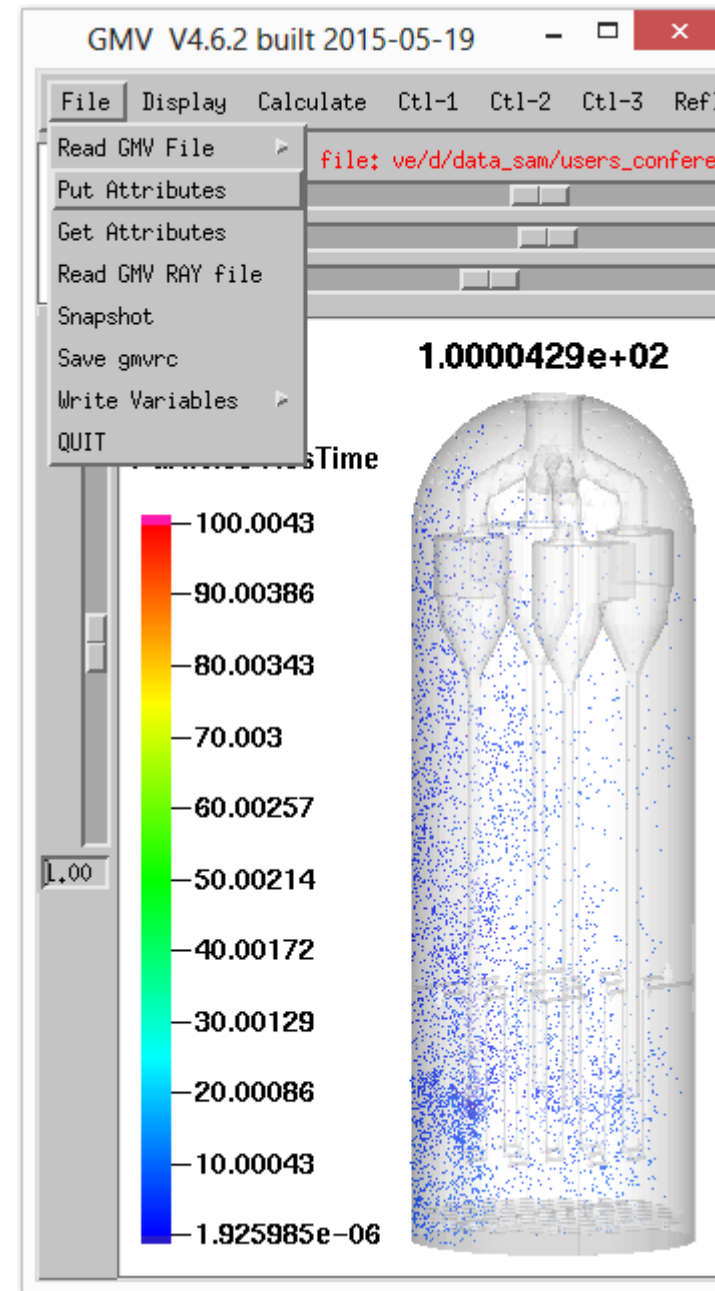 GMV V4.6.2 built 2015-05-19
File Display Calculate Ctl-1 Ctl-2 Ctl-3
Read GMV File
file: ve/d/data_sam/users_confere
Put Attributes
Get Attributes
Read GMV RAY file
Snapshot
Save gmvrc
Write Variables
QUIT
1.0000429e+02
100.0043
90.00386
80.00343
70.003
60.00257
1.00
50.00214
40.00172
30.00129
20.00086
10.00043
1.925985e-06